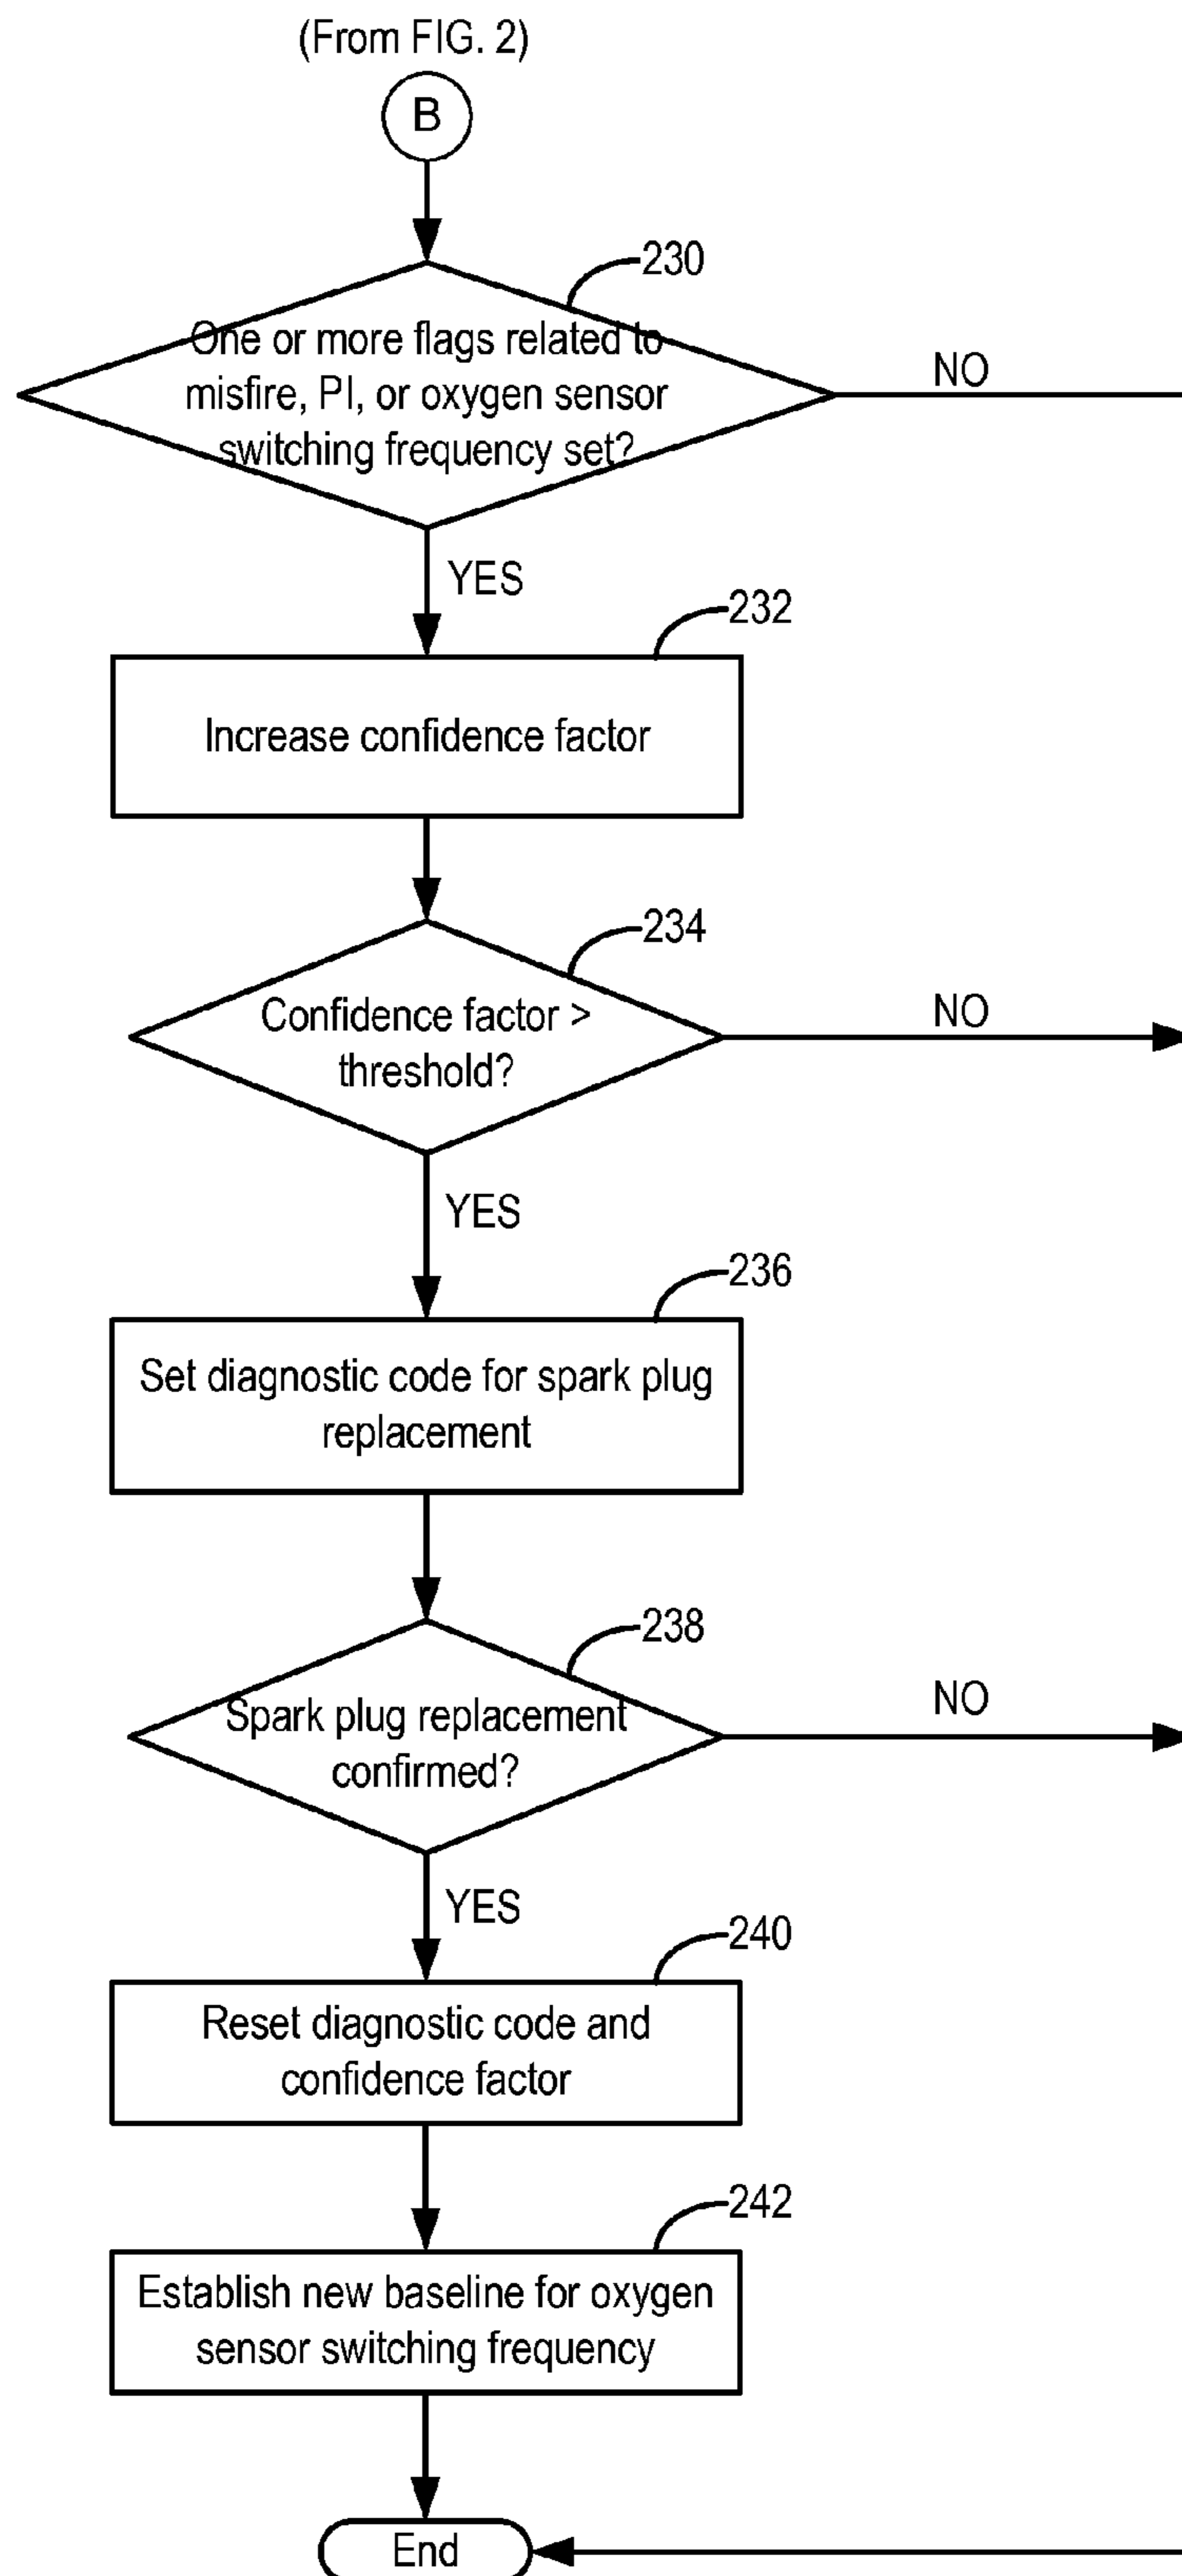 (From FIG. 2)
B
230
One or more flags related to
misfire, PI, or oxygen sensor
switching frequency set?
NO
YES
232
Increase confidence factor
234
Confidence factor >
threshold?
NO
YES
236
Set diagnostic code for spark plug
replacement
238
Spark plug replacement
confirmed?
NO
YES
240
Reset diagnostic code and
confidence factor
242
Establish new baseline for oxygen
sensor switching frequency
End